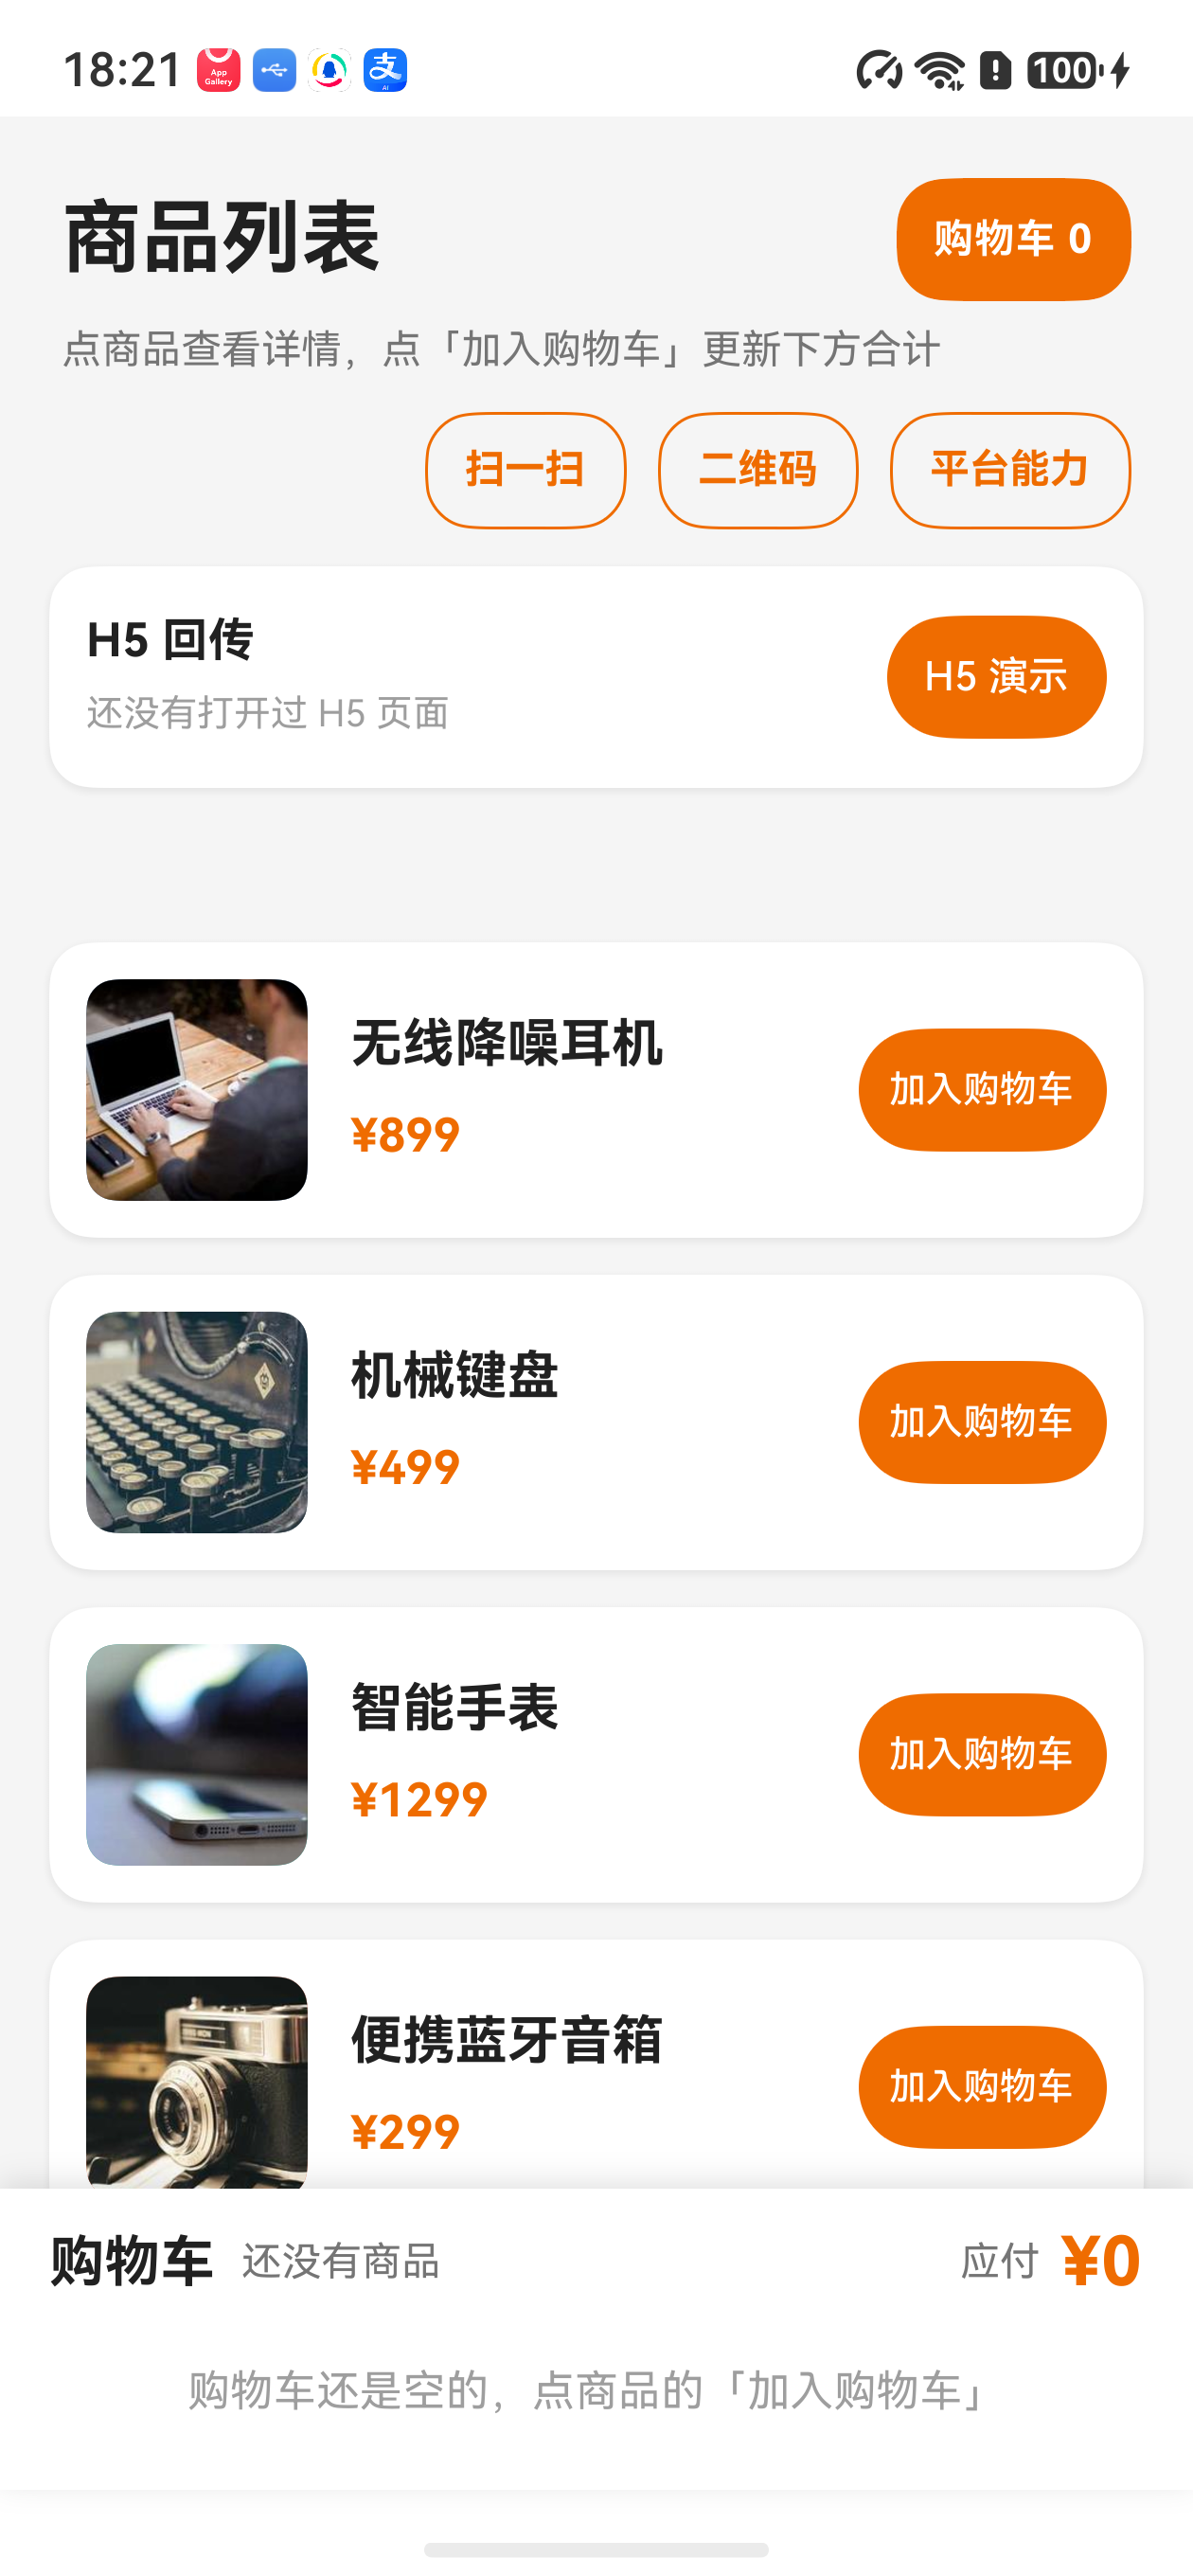 18:21
App Gallery
支
AI
100
商品列表
购物车 0
点商品查看详情，点「加入购物车」更新下方合计
扫一扫
二维码
平台能力
H5 回传
还没有打开过 H5 页面
H5 演示
无线降噪耳机
¥899
加入购物车
机械键盘
¥499
加入购物车
智能手表
¥1299
加入购物车
便携蓝牙音箱
¥299
加入购物车
购物车 还没有商品
应付 ¥0
购物车还是空的，点商品的「加入购物车」